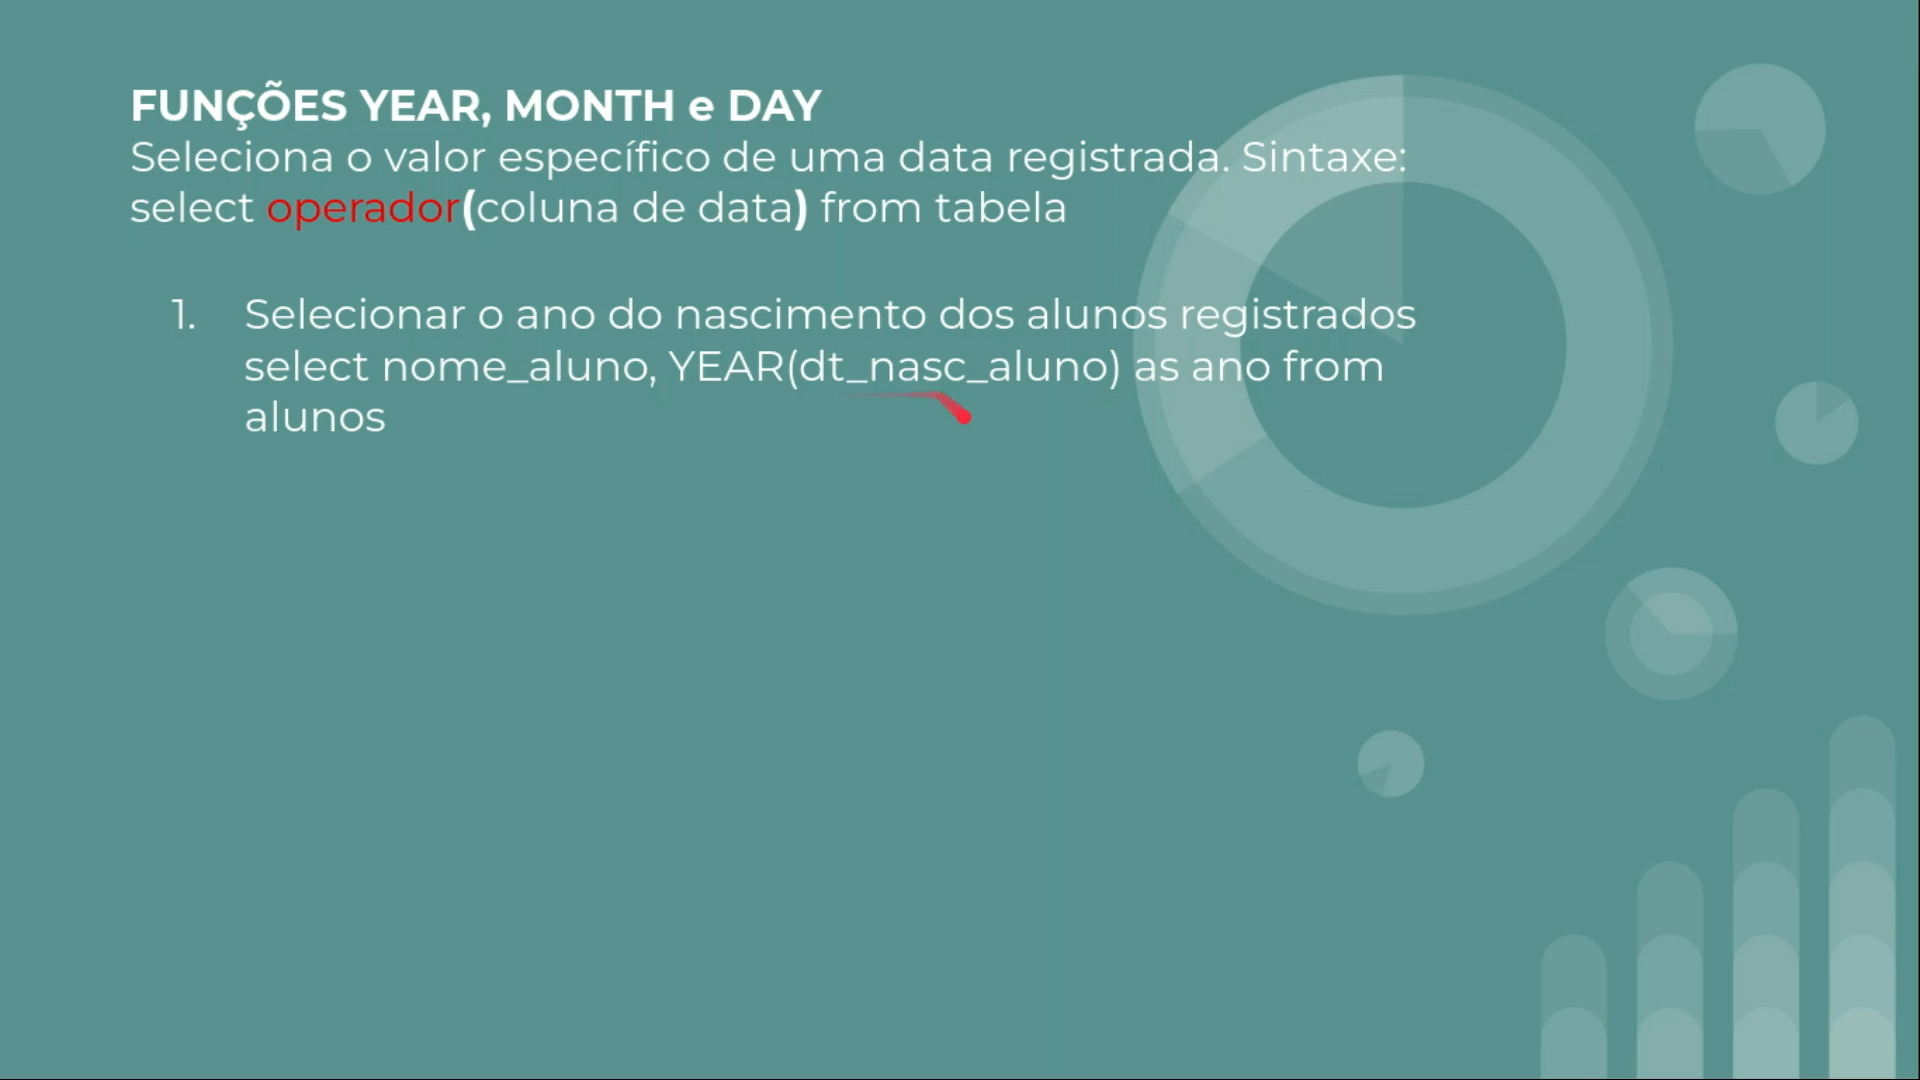 FUNÇÕES YEAR, MONTH e DAY
Seleciona o valor específico de uma data registrada. Sintaxe:
select operador(coluna de data) from tabela
1. Selecionar o ano do nascimento dos alunos registrados
select nome_aluno, YEAR(dt_nasc_aluno) as ano from
alunos